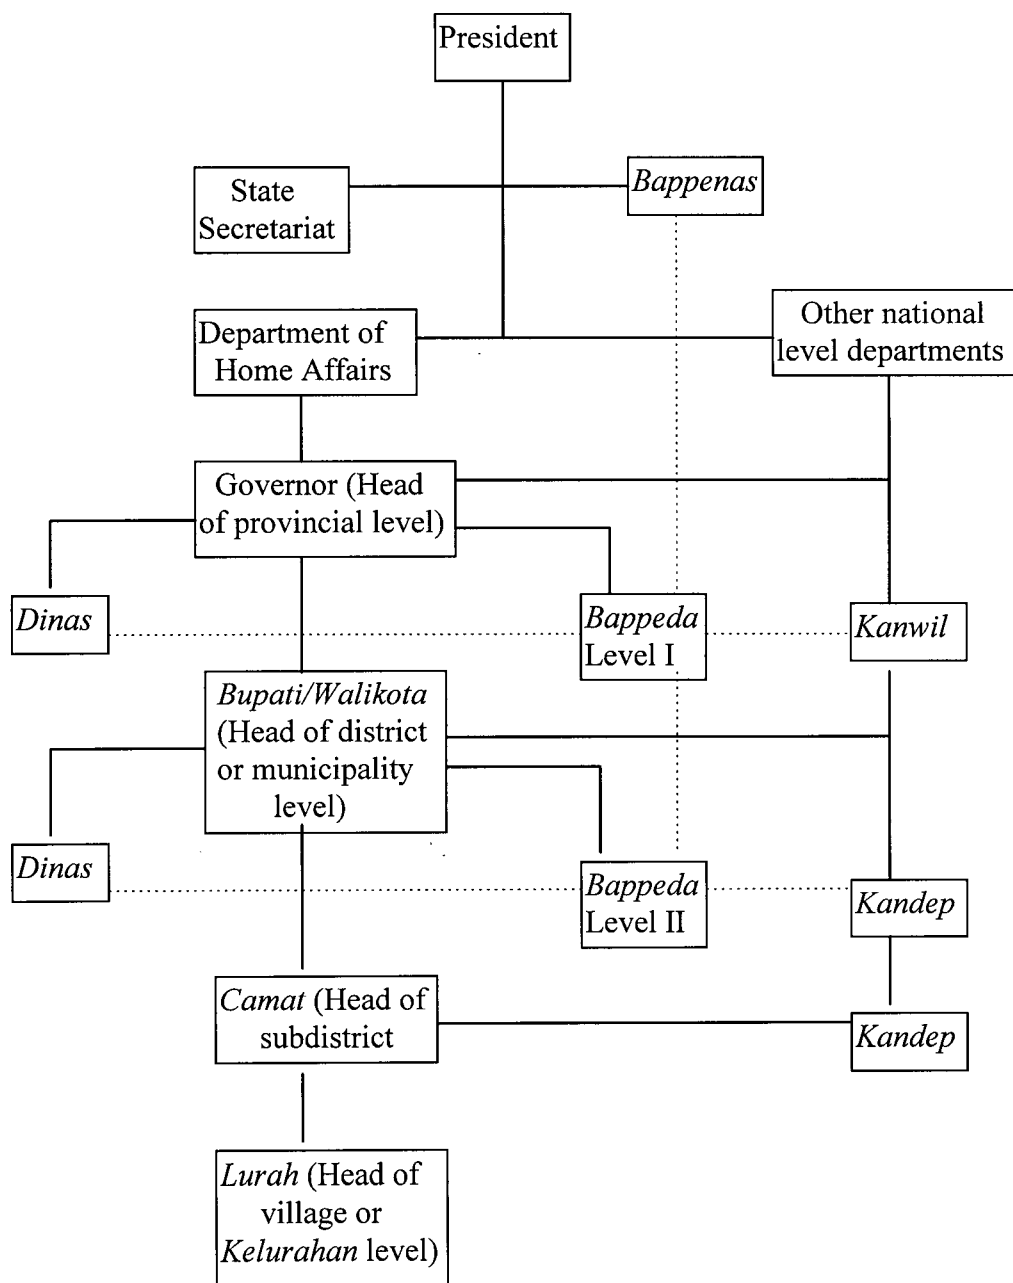 President
State
Secretariat
Bappenas
Department of
Home Affairs
Other national
level departments
Governor (Head
of provincial level)
Dinas
Bappeda
Level I
Kanwil
Bupati/Walikota
(Head of district
or municipality
level)
Dinas
Bappeda
Level II
Kandep
Camat (Head of
subdistrict
Kandep
Lurah (Head of
village or
Kelurahan level)